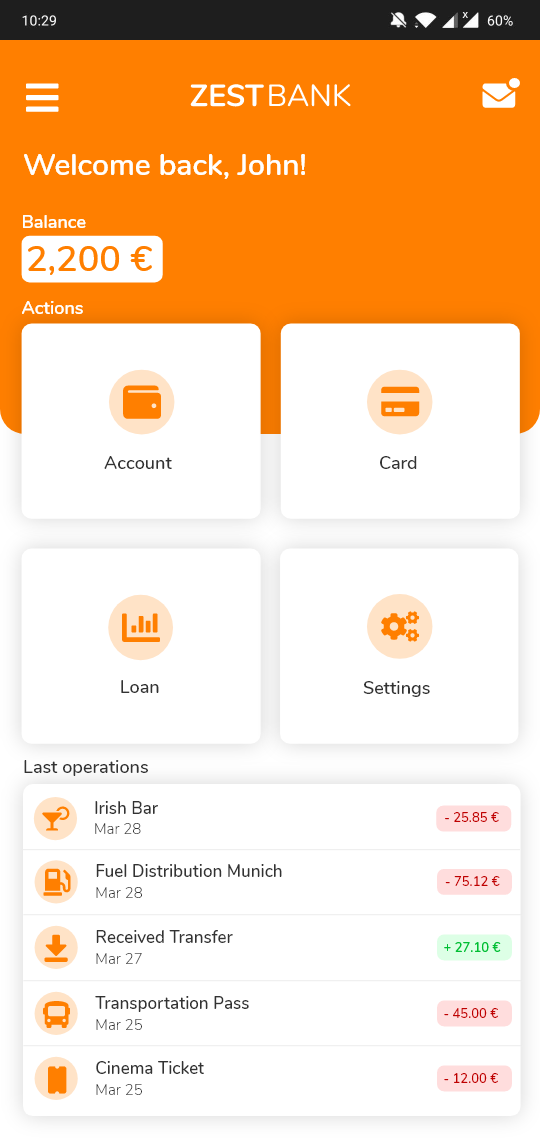 10:29
x
60%
ZEST BANK
Welcome back, John!
Balance
2,200 €
Actions
Account
Card
Loan
Settings
Last operations
Irish Bar
- 25.85 €
Mar 28
Fuel Distribution Munich
- 75.12 €
Mar 28
Received Transfer
+ 27.10 €
Mar 27
Transportation Pass
- 45.00 €
Mar 25
Cinema Ticket
- 12.00 €
Mar 25